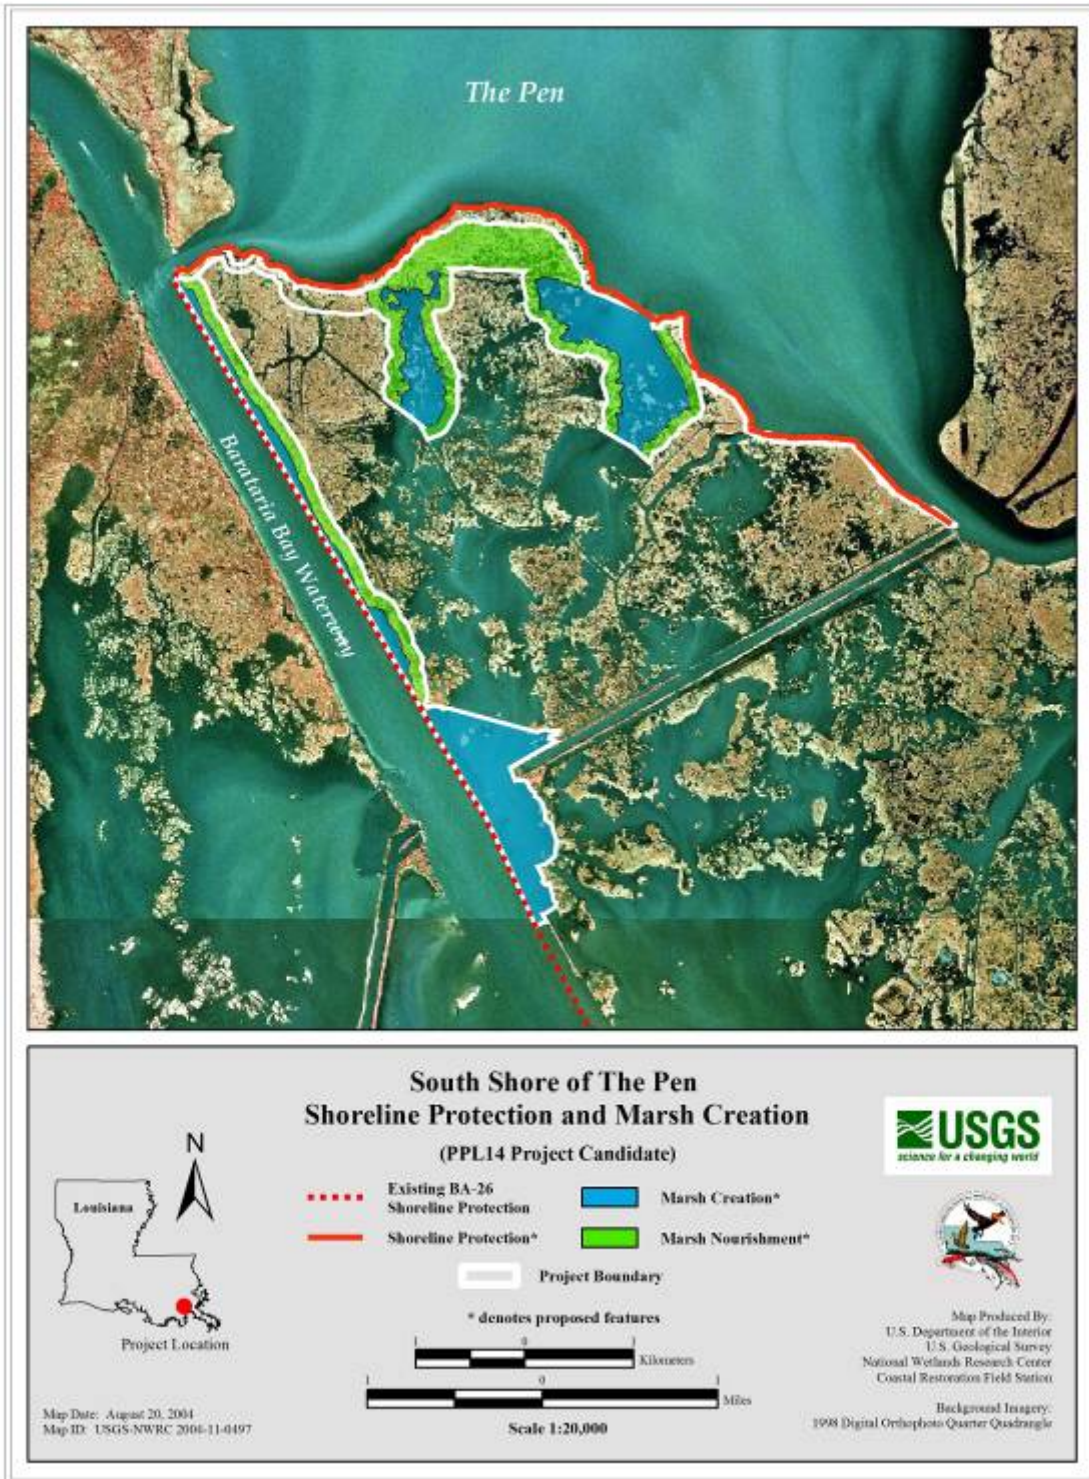 The Pen
Barataria Bay Waterway
South Shore of The Pen
Shoreline Protection and Marsh Creation
(PPL14 Project Candidate)
N
Louisiana
Project Location
Existing BA-26
Shoreline Protection
Shoreline Protection*
Marsh Creation*
Marsh Nourishment*
Project Boundary
* denotes proposed features
1 0 1
Kilometers
1 0 1
Miles
Scale 1:20,000
USGS
science for a changing world
Map Produced By:
U.S. Department of the Interior
U.S. Geological Survey
National Wetlands Research Center
Coastal Restoration Field Station
Background Imagery:
1998 Digital Orthophoto Quarter Quadrangle
Map Date: August 20, 2004
Map ID: USGS-NWRC 2004-11-0497